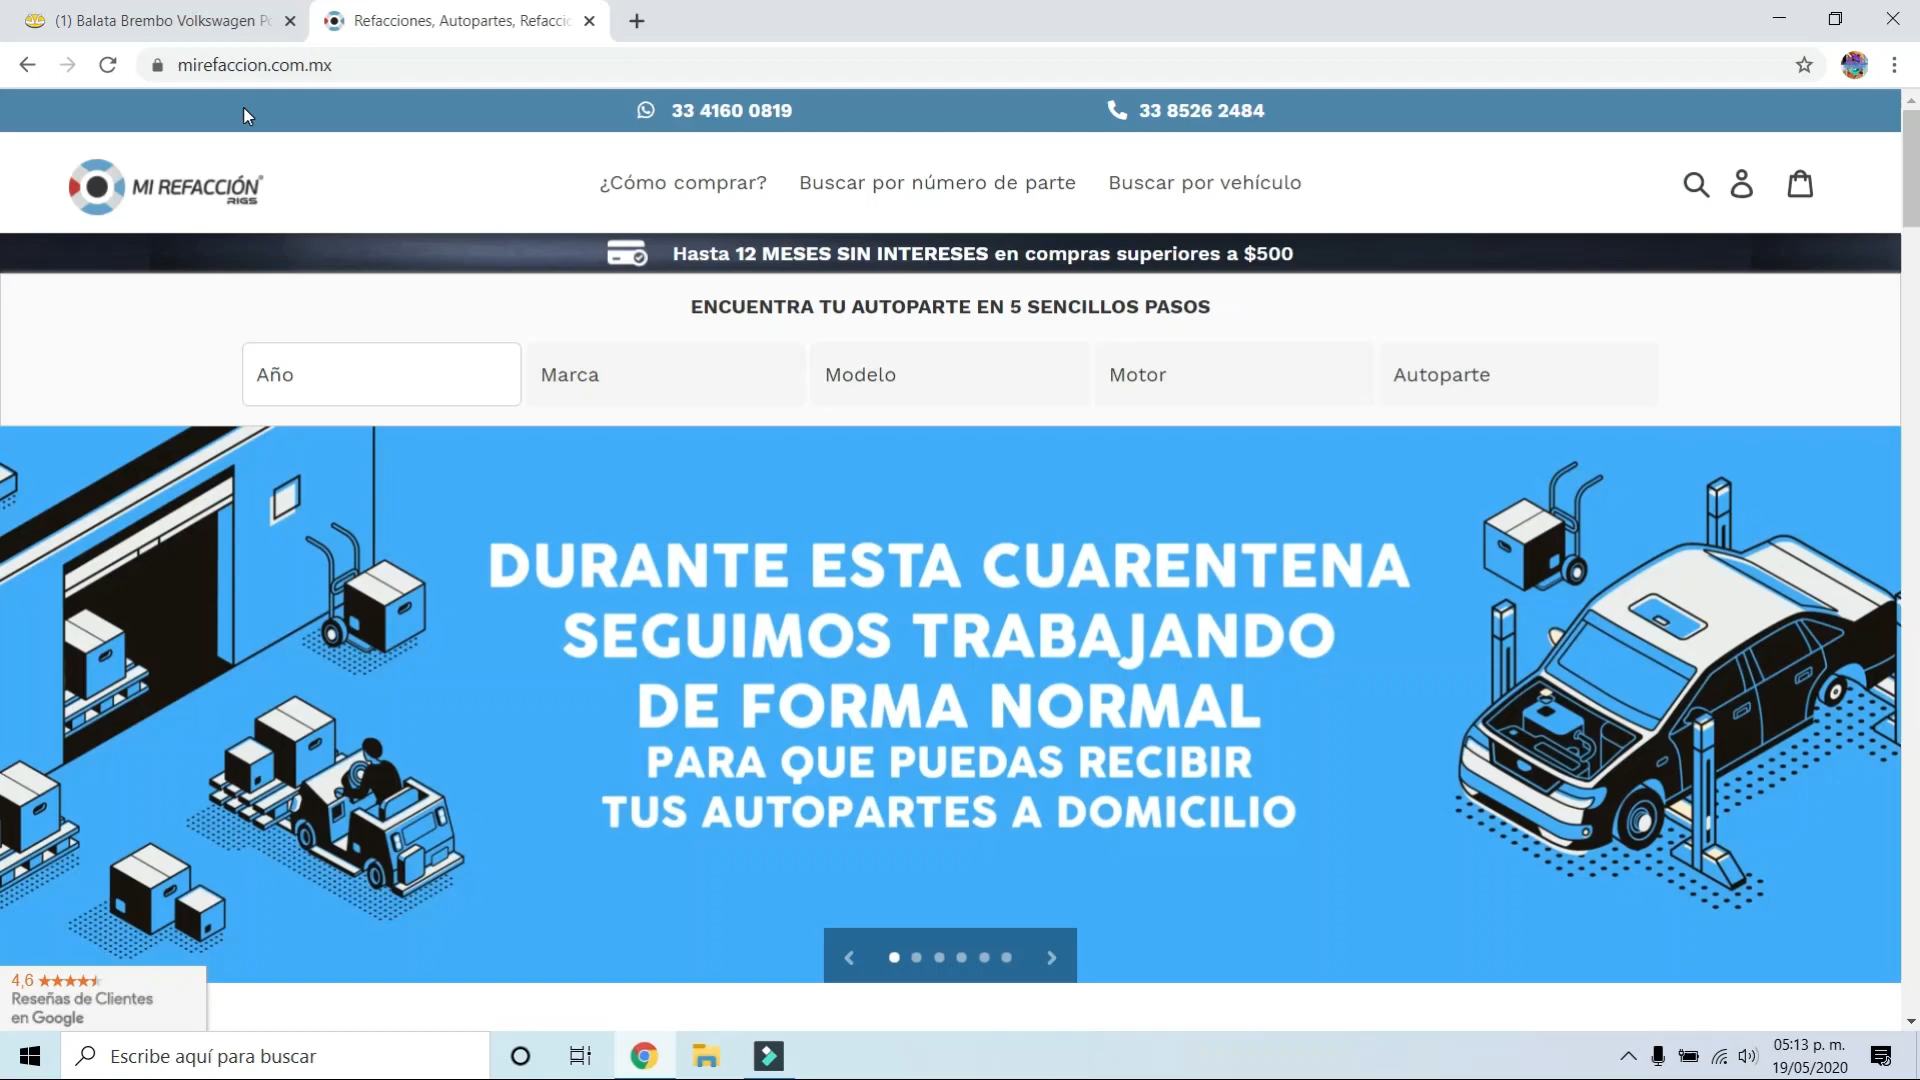 (1) Balata Brembo Volkswagen Po
Refacciones, Autopartes, Refacci
mirefaccion.com.mx
33 4160 0819
33 8526 2484
MI REFACCIÓN®
RIGS
¿Cómo comprar?
Buscar por número de parte
Buscar por vehículo
Hasta 12 MESES SIN INTERESES en compras superiores a $500
ENCUENTRA TU AUTOPARTE EN 5 SENCILLOS PASOS
Año
Marca
Modelo
Motor
Autoparte
DURANTE ESTA CUARENTENA
SEGUIMOS TRABAJANDO
DE FORMA NORMAL
PARA QUE PUEDAS RECIBIR
TUS AUTOPARTES A DOMICILIO
4,6
Reseñas de Clientes
en Google
Escribe aquí para buscar
05:13 p. m.
19/05/2020